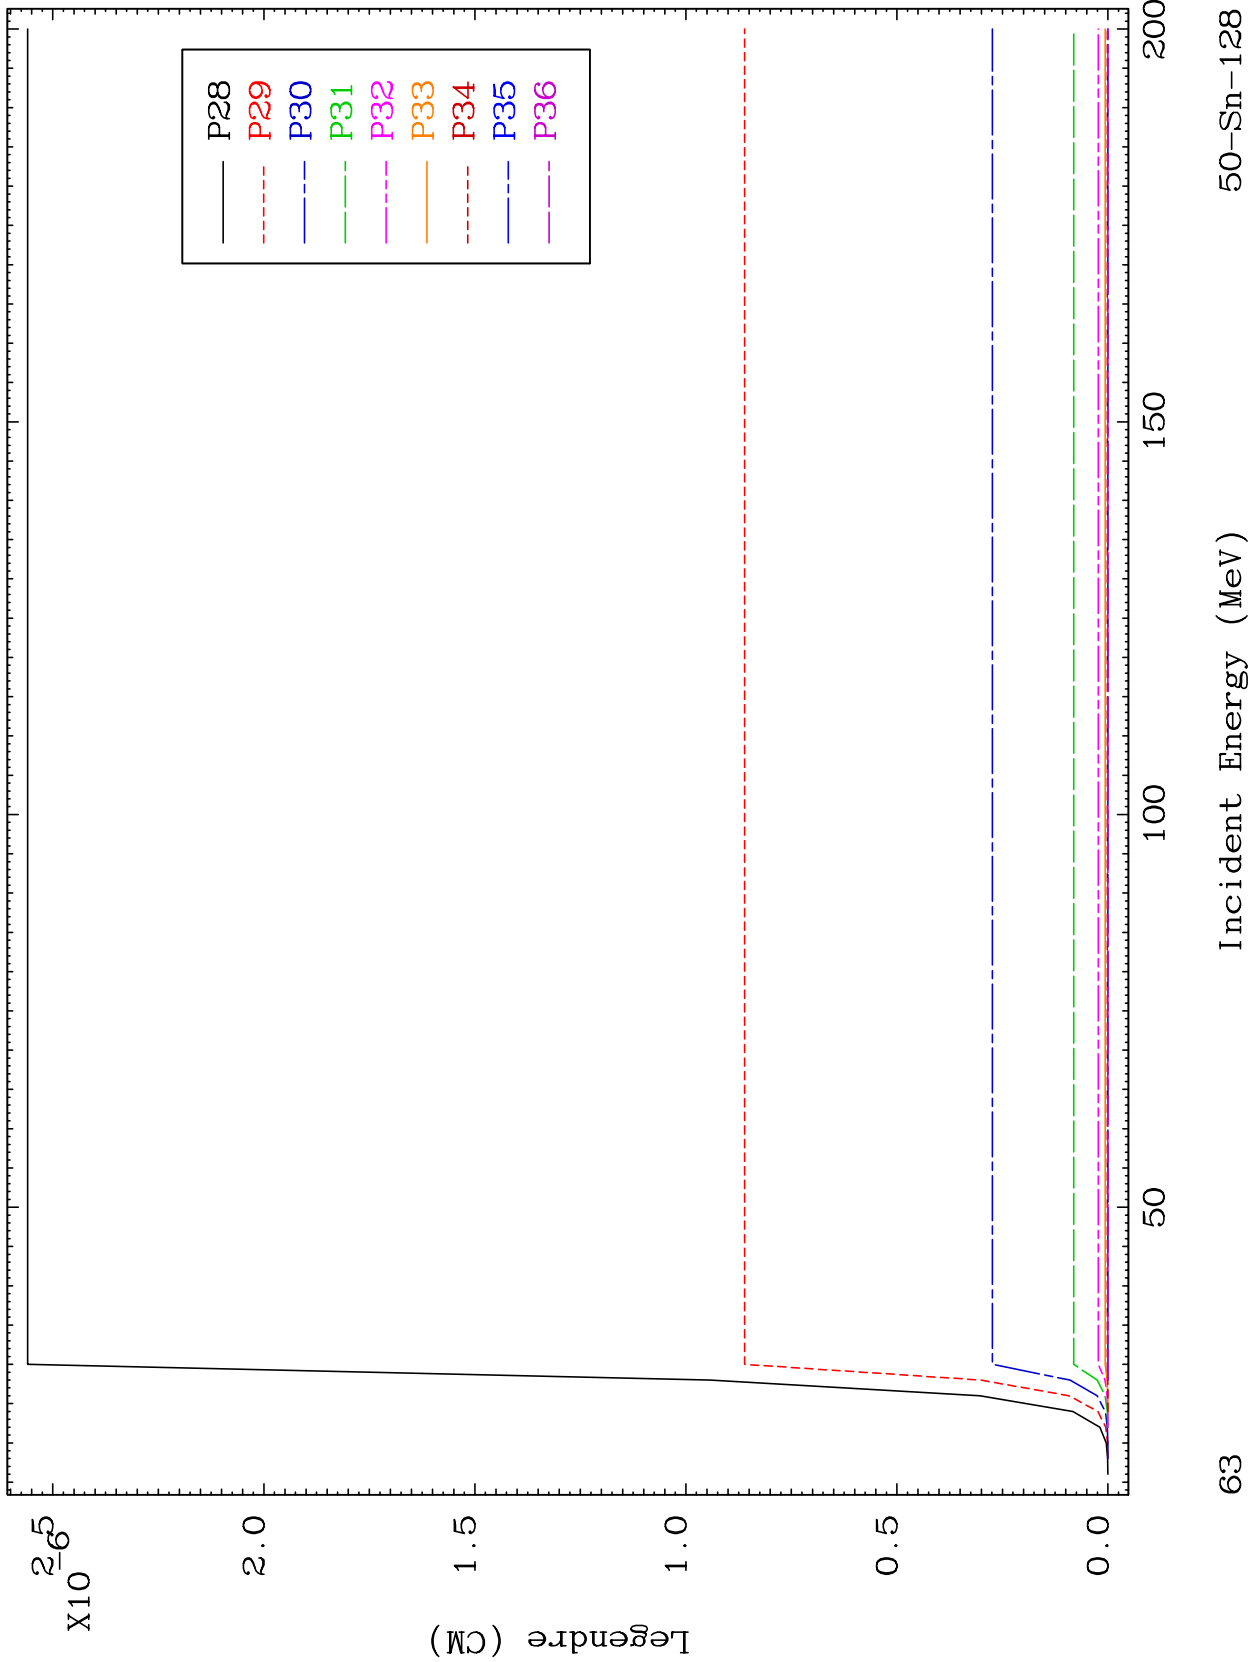 X10
-6
2.5
2.0
1.5
1.0
0.5
0.0
Legendre (CM)
P28
P29
P30
P31
P32
P33
P34
P35
P36
50
100
150
200
Incident Energy (MeV)
63
50-Sn-128